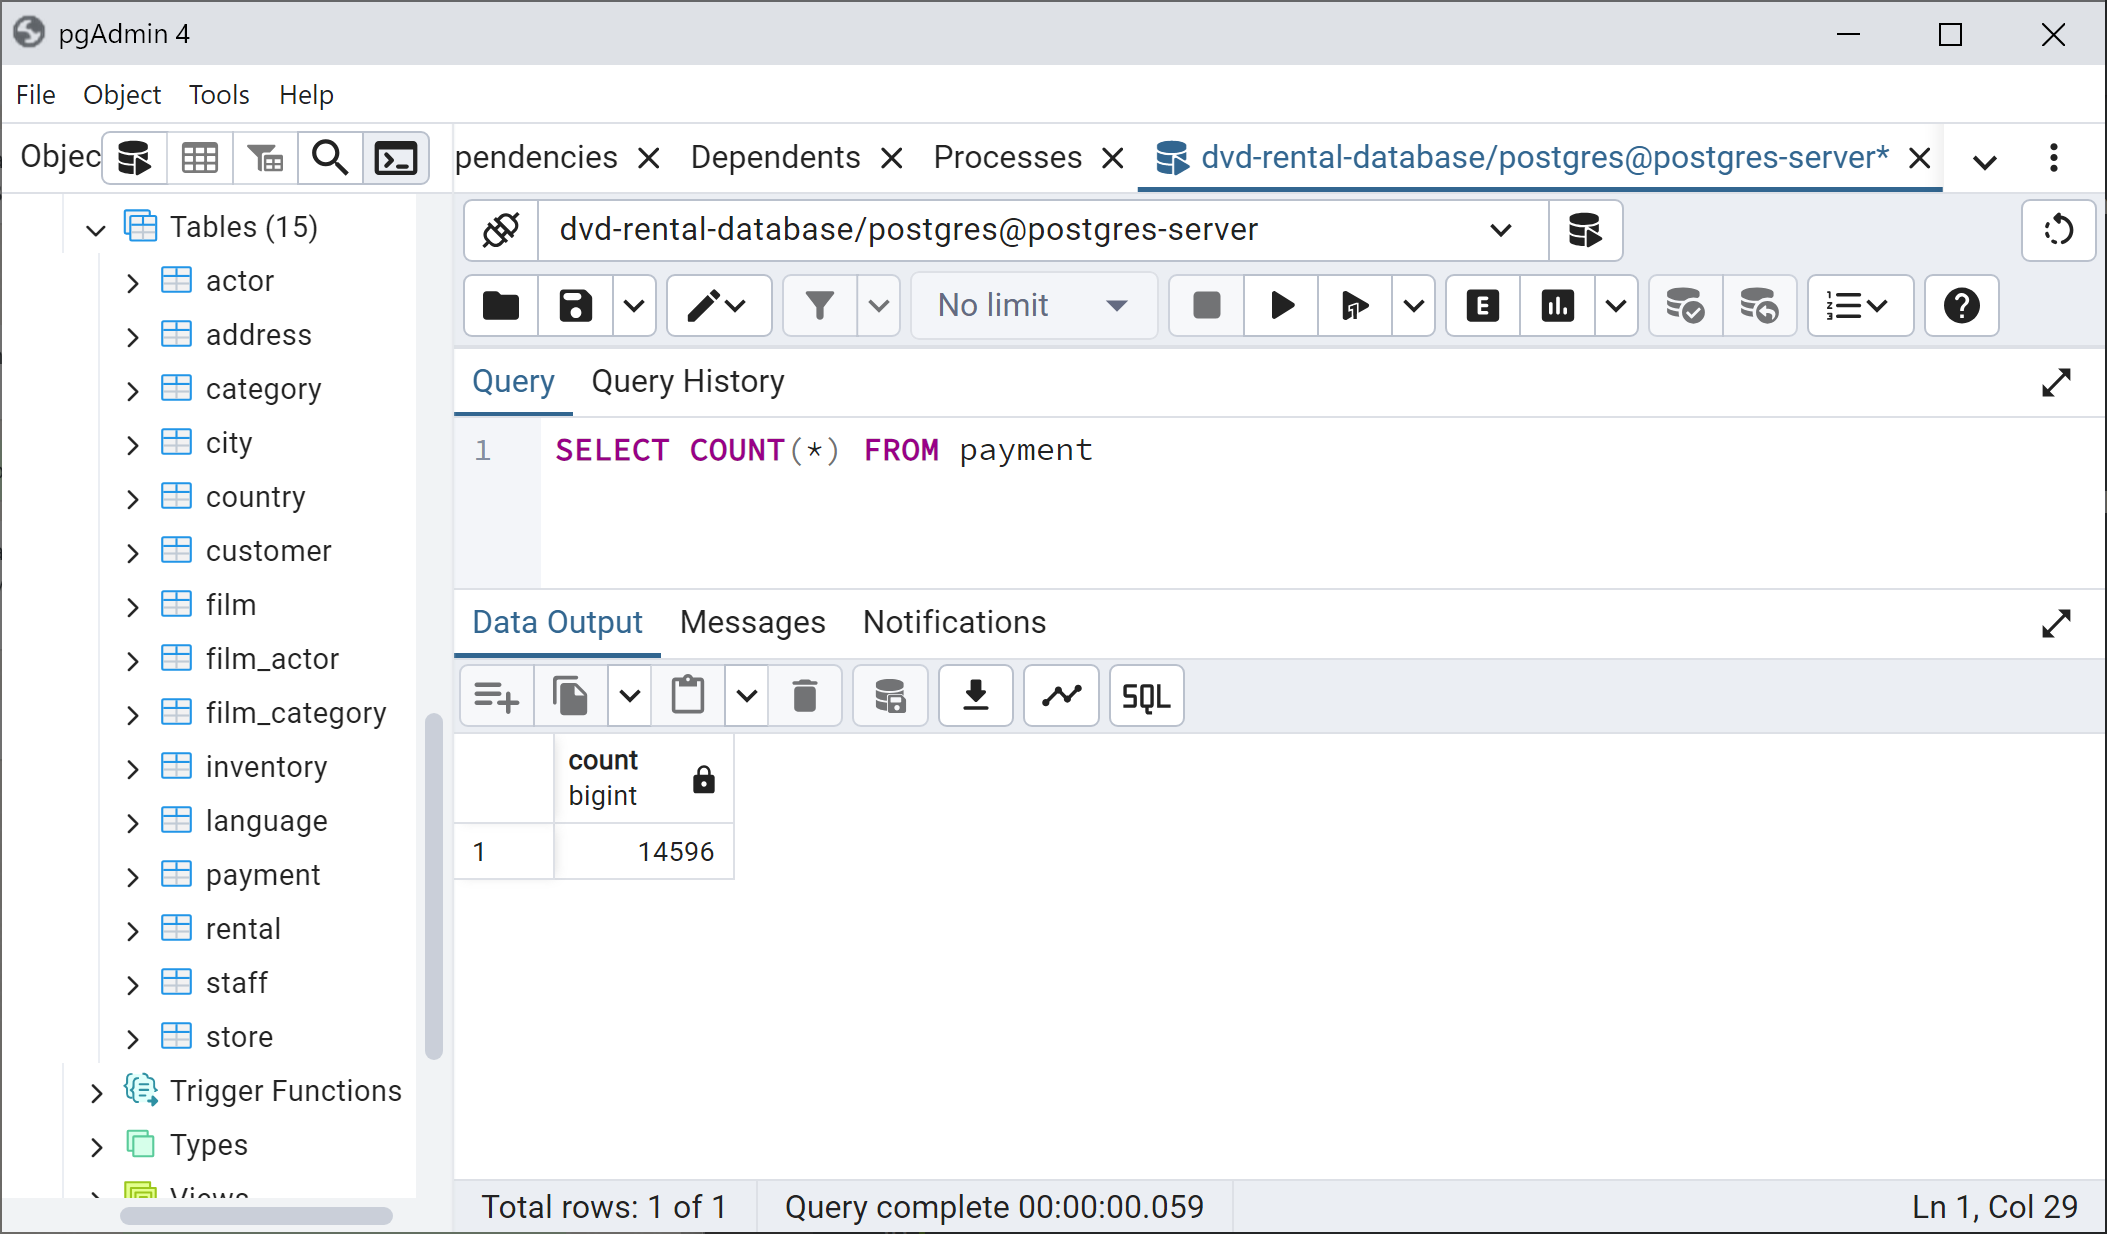 pgAdmin 4
File Object Tools Help
Objec
pendencies Dependents Processes dvd-rental-database/postgres@postgres-server*
dvd-rental-database/postgres@postgres-server
No limit
E
Query Query History
1 SELECT COUNT(*) FROM payment
Data Output Messages Notifications
SQL
count
bigint
1 14596
Tables (15)
actor
address
category
city
country
customer
film
film_actor
film_category
inventory
language
payment
rental
staff
store
Trigger Functions
Types
Views
Total rows: 1 of 1 Query complete 00:00:00.059 Ln 1, Col 29